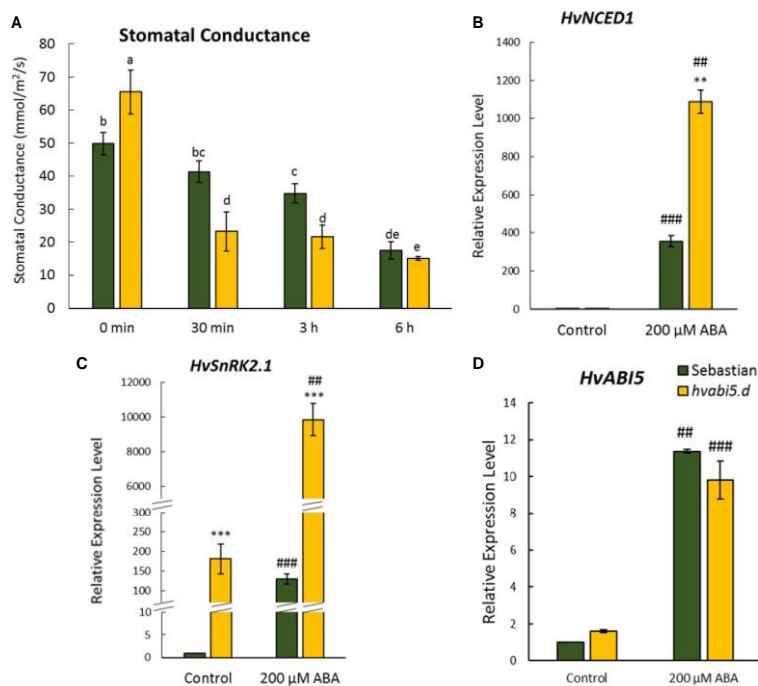 A
Stomatal Conductance
Stomatal Conductance (mmol/m²/s)
80
70
60
50
40
30
20
10
0
b
a
bc
d
c
d
de
e
0 min
30 min
3 h
6 h
B
HvNCED1
Relative Expression Level
1400
1200
1000
800
600
400
200
0
###
##
**
Control
200 µM ABA
C
HvSnRK2.1
Relative Expression Level
12000
10000
8000
6000
300
250
200
150
100
10
5
0
***
###
##
***
Control
200 µM ABA
D
HvABI5
Sebastian
hvabi5.d
Relative Expression Level
14
12
10
8
6
4
2
0
##
###
Control
200 µM ABA